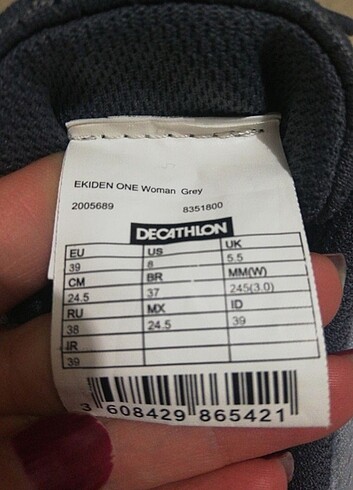 EKIDEN ONE Woman Grey
2005689 8351800
DECATHLON
EU US UK
39 8 5.5
CM BR MM(W)
24.5 37 245(3.0)
RU MX ID
38 24.5 39
IR
39
3 608429 865421